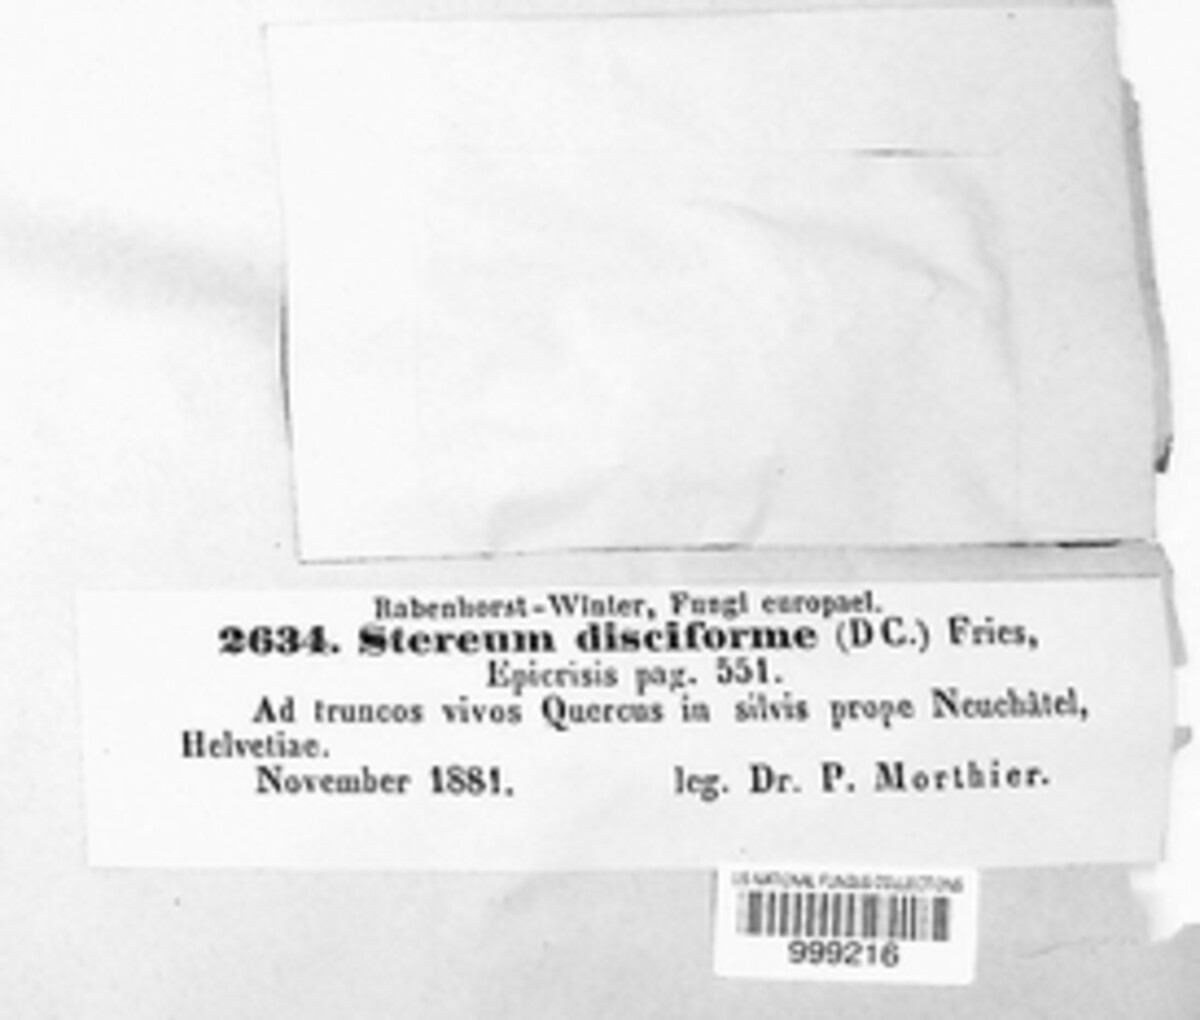 Rabenhorst-Winter, Fungi europaei.
2634. Stereum disciforme (DC.) Fries,
Epicrisis pag. 551.
Ad truncos vivos Quercus in silvis prope Neuchâtel,
Helvetiae.
November 1881. leg. Dr. P. Morthier.
US NATIONAL FUNGUS COLLECTIONS
999216